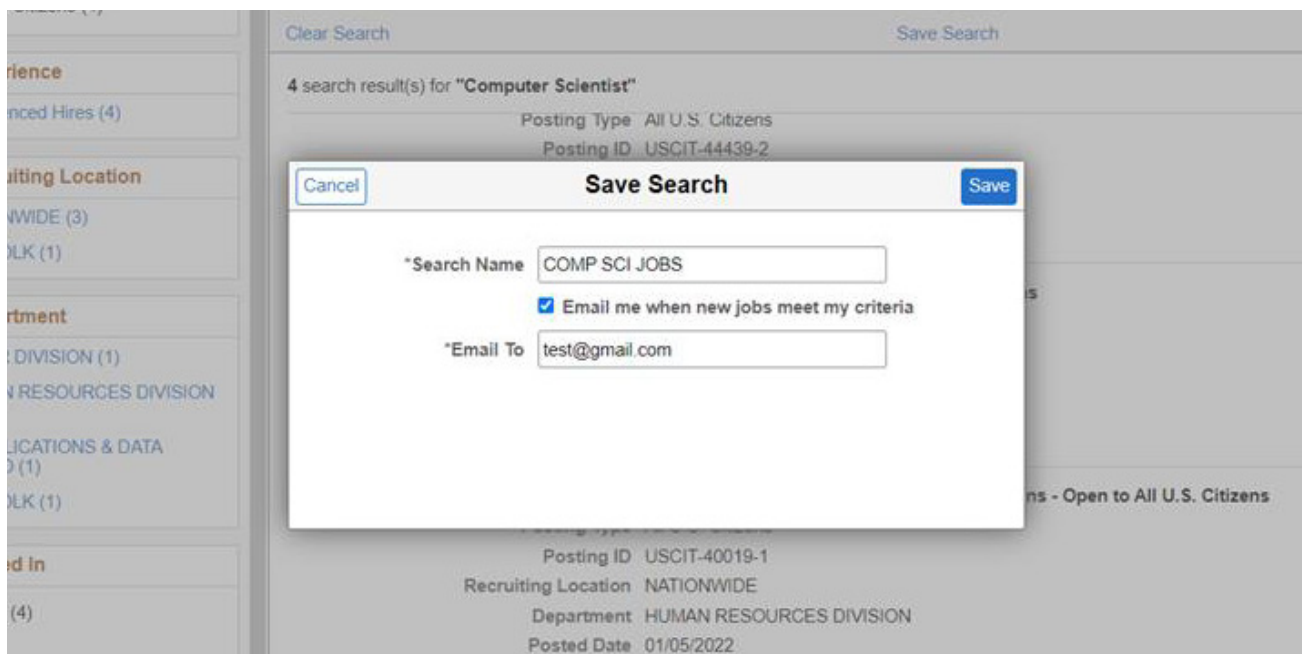 Clear Search Save Search
rience
nced Hires (4)
uiting Location
NWIDE (3)
OLK (1)
rtment
DIVISION (1)
N RESOURCES DIVISION
LICATIONS & DATA
(1)
OLK (1)
ed In
(4)
4 search result(s) for "Computer Scientist"
Posting Type All U.S. Citizens
Posting ID USCIT-44439-2
Cancel Save Search Save
*Search Name COMP SCI JOBS
Email me when new jobs meet my criteria
*Email To test@gmail.com
ns - Open to All U.S. Citizens
Posting ID USCIT-40019-1
Recruiting Location NATIONWIDE
Department HUMAN RESOURCES DIVISION
Posted Date 01/05/2022